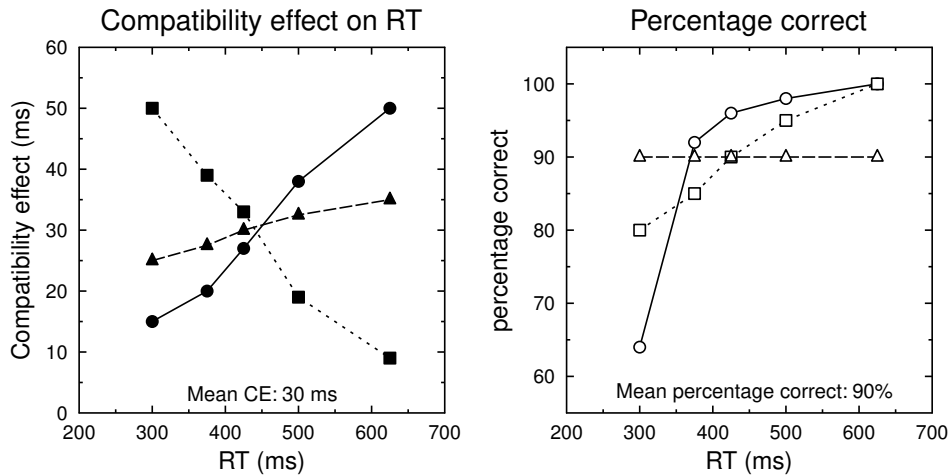 Compatibility effect on RT
Compatibility effect (ms)
60
50
40
30
20
10
0
Mean CE: 30 ms
200 300 400 500 600 700
RT (ms)
Percentage correct
percentage correct
100
90
80
70
60
Mean percentage correct: 90%
200 300 400 500 600 700
RT (ms)